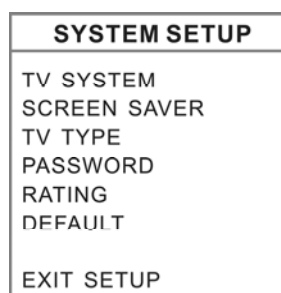 SYSTEM SETUP
TV SYSTEM
SCREEN SAVER
TV TYPE
PASSWORD
RATING
DEFAULT
EXIT SETUP